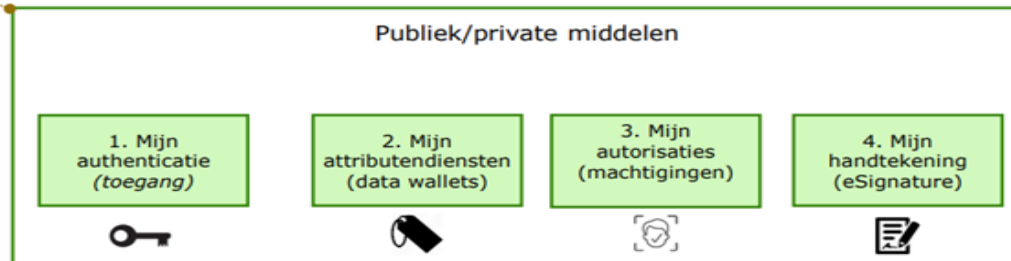 Publiek/private middelen
1. Mijn
authenticatie
(toegang)
2. Mijn
attributendiensten
(data wallets)
3. Mijn
autorisaties
(machtigingen)
4. Mijn
handtekening
(eSignature)